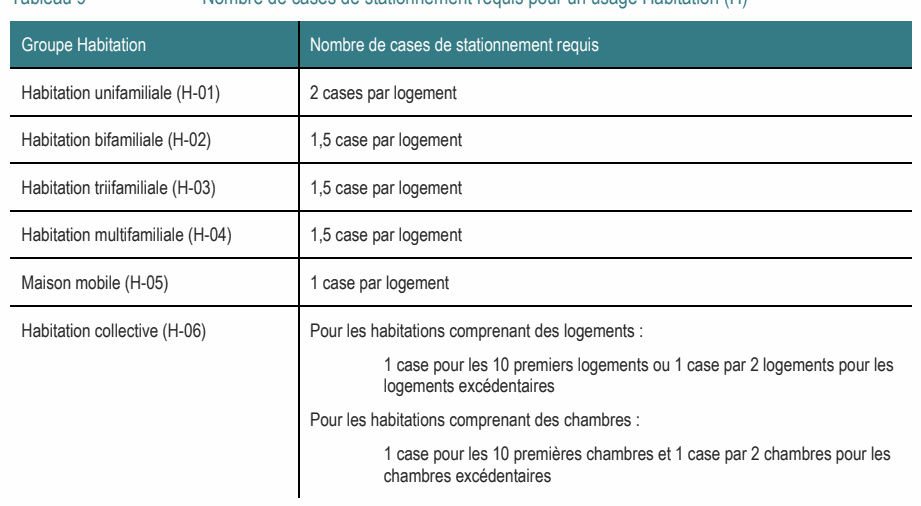 Tableau 9 Nombre de cases de stationnement requis pour un usage Habitation (H)
Groupe Habitation Nombre de cases de stationnement requis
Habitation unifamiliale (H-01) 2 cases par logement
Habitation bifamiliale (H-02) 1,5 case par logement
Habitation triifamiliale (H-03) 1,5 case par logement
Habitation multifamiliale (H-04) 1,5 case par logement
Maison mobile (H-05) 1 case par logement
Habitation collective (H-06) Pour les habitations comprenant des logements :
1 case pour les 10 premiers logements ou 1 case par 2 logements pour les
logements excédentaires
Pour les habitations comprenant des chambres :
1 case pour les 10 premières chambres et 1 case par 2 chambres pour les
chambres excédentaires